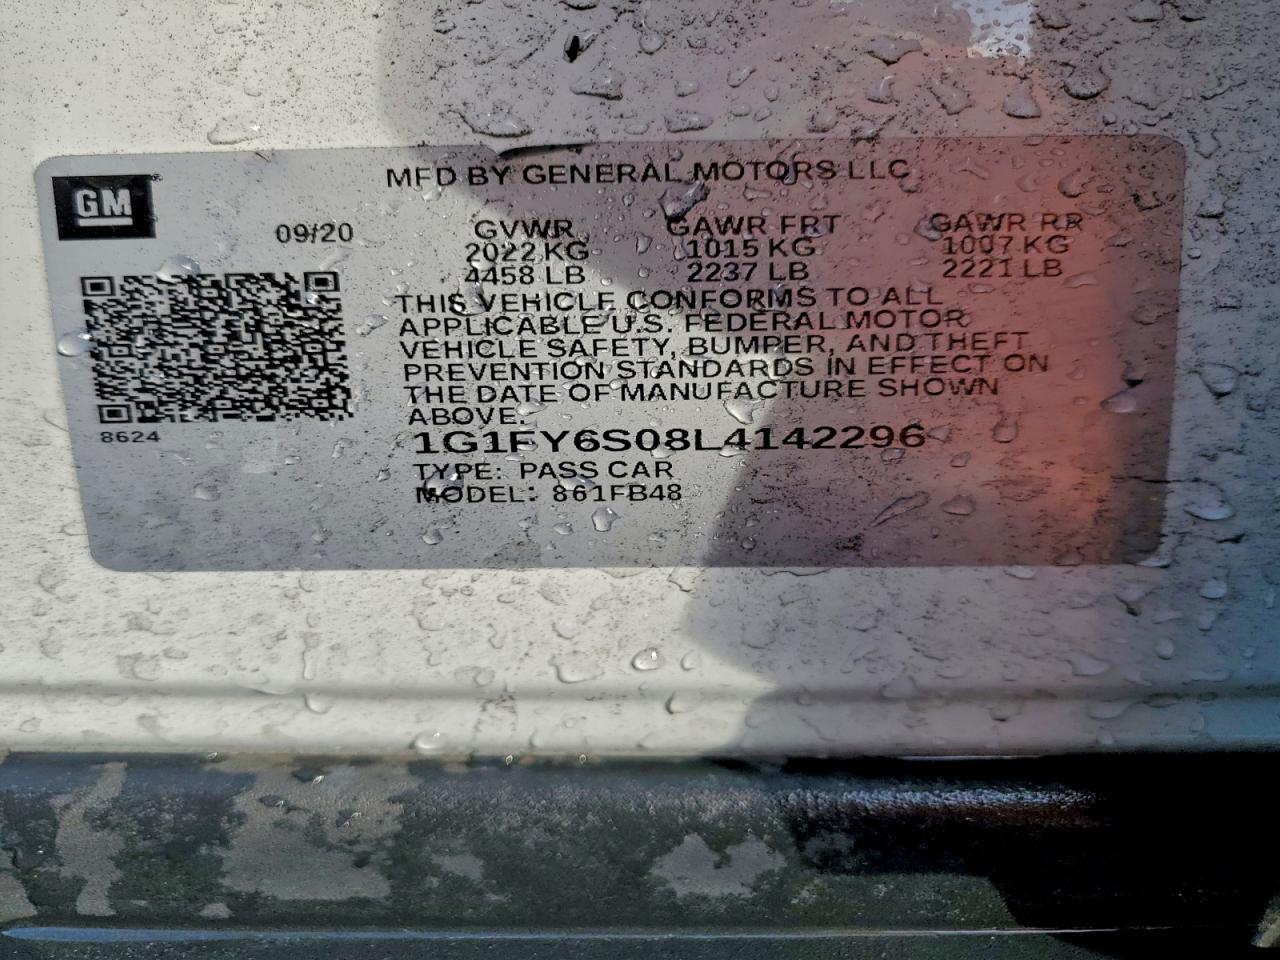 MFD BY GENERAL MOTORS LLC
GM
09/20 GVWR GAWR FRT GAWR RR
2022 KG 1015 KG 1007 KG
4458 LB 2237 LB 2221 LB
THIS VEHICLE CONFORMS TO ALL
APPLICABLE U.S. FEDERAL MOTOR
VEHICLE SAFETY, BUMPER, AND THEFT
PREVENTION STANDARDS IN EFFECT ON
THE DATE OF MANUFACTURE SHOWN
ABOVE.
8624
1G1FY6S08L4142296
TYPE: PASS CAR
MODEL: 861FB48